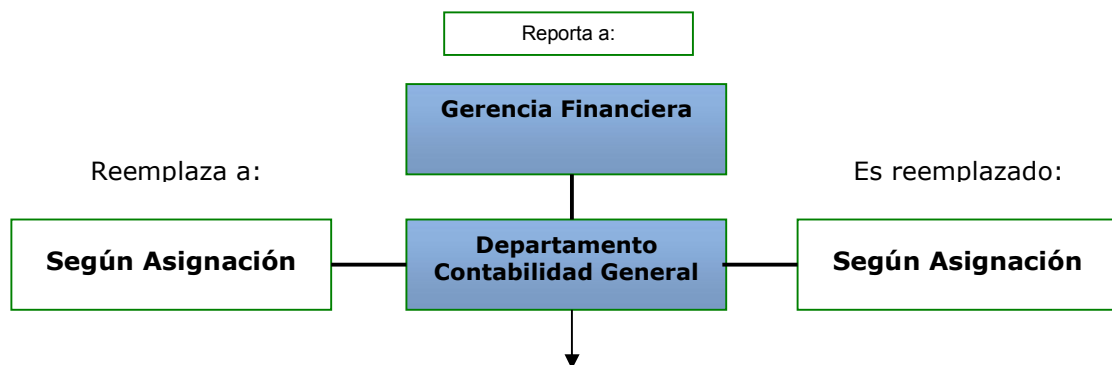 Reporta a:
Gerencia Financiera
Reemplaza a:
Es reemplazado:
Según Asignación
Departamento
Contabilidad General
Según Asignación